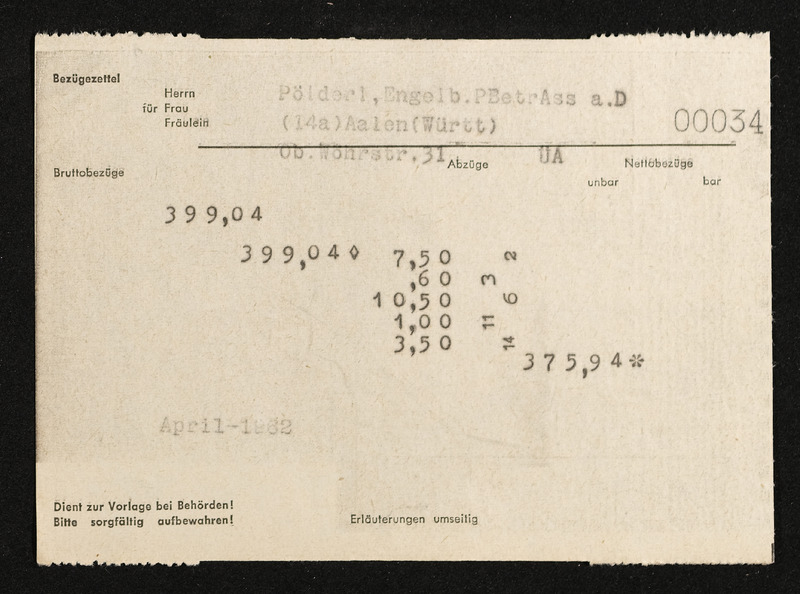 Bezügezettel
Herrn
für Frau
Fräulein
Pölderl, Engelb. PBetrAss a.D
(14a)Aalen(Württ)
Ob.Wöhrstr.31
00034
Bruttobezüge
Abzüge
ÜA
Nettobezüge
unbar bar
399,04
399,04◊ 7,50 2
,60 3
10,50 6
1,00 11
3,50 14
375,94*
April-1962
Dient zur Vorlage bei Behörden!
Bitte sorgfältig aufbewahren!
Erläuterungen umseitig